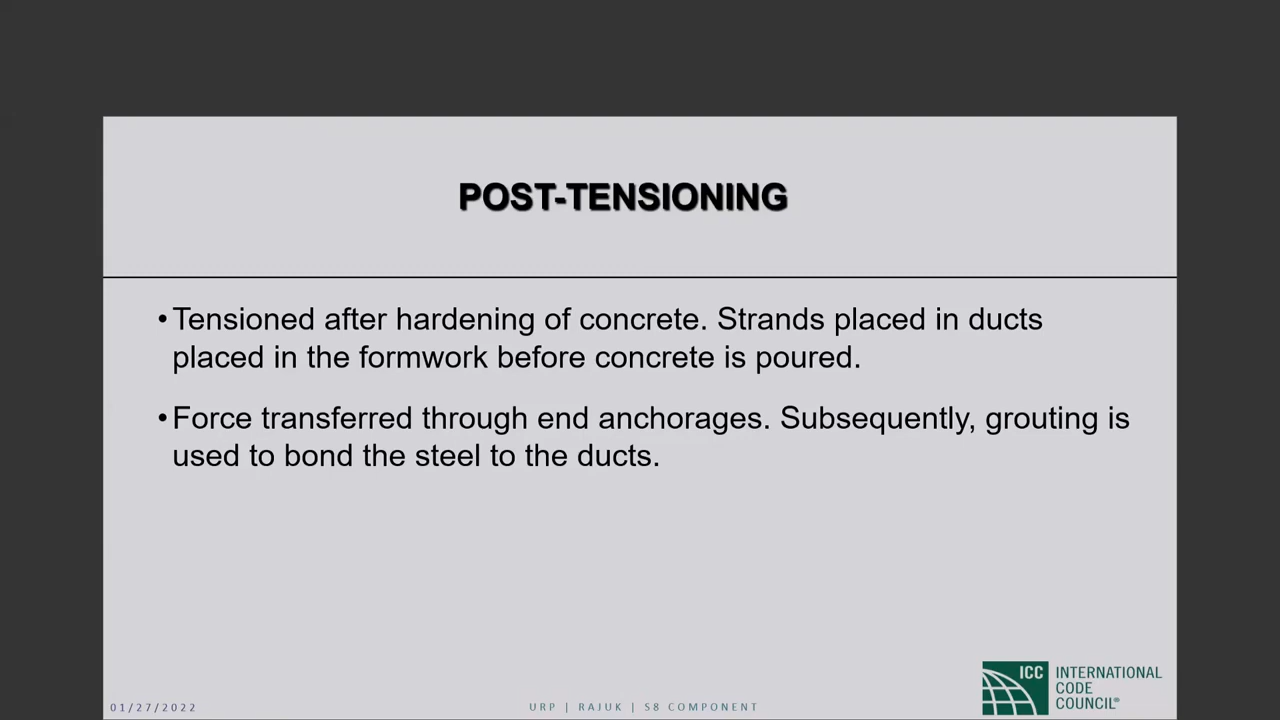 POST-TENSIONING
•Tensioned after hardening of concrete. Strands placed in ducts
placed in the formwork before concrete is poured.
•Force transferred through end anchorages. Subsequently, grouting is
used to bond the steel to the ducts.
ICC INTERNATIONAL
CODE
COUNCIL®
01/27/2022
URP | RAJUK | S8 COMPONENT